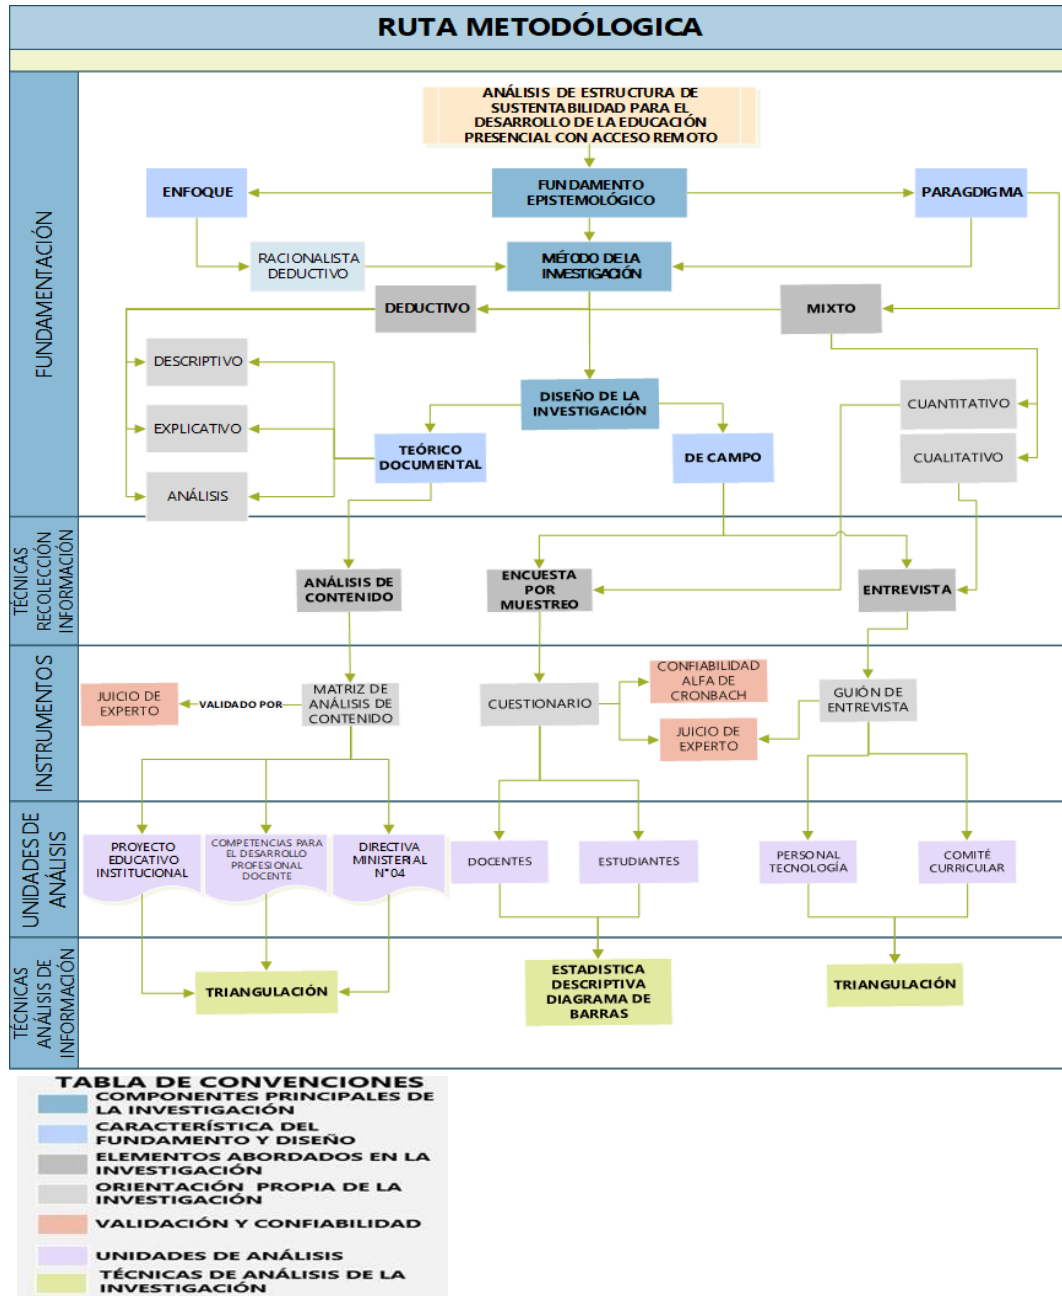 RUTA METODÓLOGICA
FUNDAMENTACIÓN
ANÁLISIS DE ESTRUCTURA DE
SUSTENTABILIDAD PARA EL
DESARROLLO DE LA EDUCACIÓN
PRESENCIAL CON ACCESO REMOTO
ENFOQUE
FUNDAMENTO
EPISTEMOLÓGICO
PARAGDIGMA
RACIONALISTA
DEDUCTIVO
MÉTODO DE LA
INVESTIGACIÓN
DEDUCTIVO
MIXTO
DESCRIPTIVO
EXPLICATIVO
ANÁLISIS
DISEÑO DE LA
INVESTIGACIÓN
TEÓRICO
DOCUMENTAL
DE CAMPO
CUANTITATIVO
CUALITATIVO
TÉCNICAS
RECOLECCIÓN
INFORMACIÓN
ANÁLISIS DE
CONTENIDO
ENCUESTA
POR
MUESTREO
ENTREVISTA
INSTRUMENTOS
JUICIO DE
EXPERTO
VALIDADO POR
MATRIZ DE
ANÁLISIS DE
CONTENIDO
CUESTIONARIO
CONFIABILIDAD
ALFA DE
CRONBACH
JUICIO DE
EXPERTO
GUIÓN DE
ENTREVISTA
UNIDADES DE
ANÁLISIS
PROYECTO
EDUCATIVO
INSTITUCIONAL
COMPETENCIAS PARA
EL DESARROLLO
PROFESIONAL
DOCENTE
DIRECTIVA
MINISTERIAL
N°04
DOCENTES
ESTUDIANTES
PERSONAL
TECNOLOGÍA
COMITÉ
CURRICULAR
TÉCNICAS
ANÁLISIS DE
INFORMACIÓN
TRIANGULACIÓN
ESTADISTICA
DESCRIPTIVA
DIAGRAMA DE
BARRAS
TRIANGULACIÓN
TABLA DE CONVENCIONES
COMPONENTES PRINCIPALES DE
LA INVESTIGACIÓN
CARACTERÍSTICA DEL
FUNDAMENTO Y DISEÑO
ELEMENTOS ABORDADOS EN LA
INVESTIGACIÓN
ORIENTACIÓN PROPIA DE LA
INVESTIGACIÓN
VALIDACIÓN Y CONFIABILIDAD
UNIDADES DE ANÁLISIS
TÉCNICAS DE ANÁLISIS DE LA
INVESTIGACIÓN